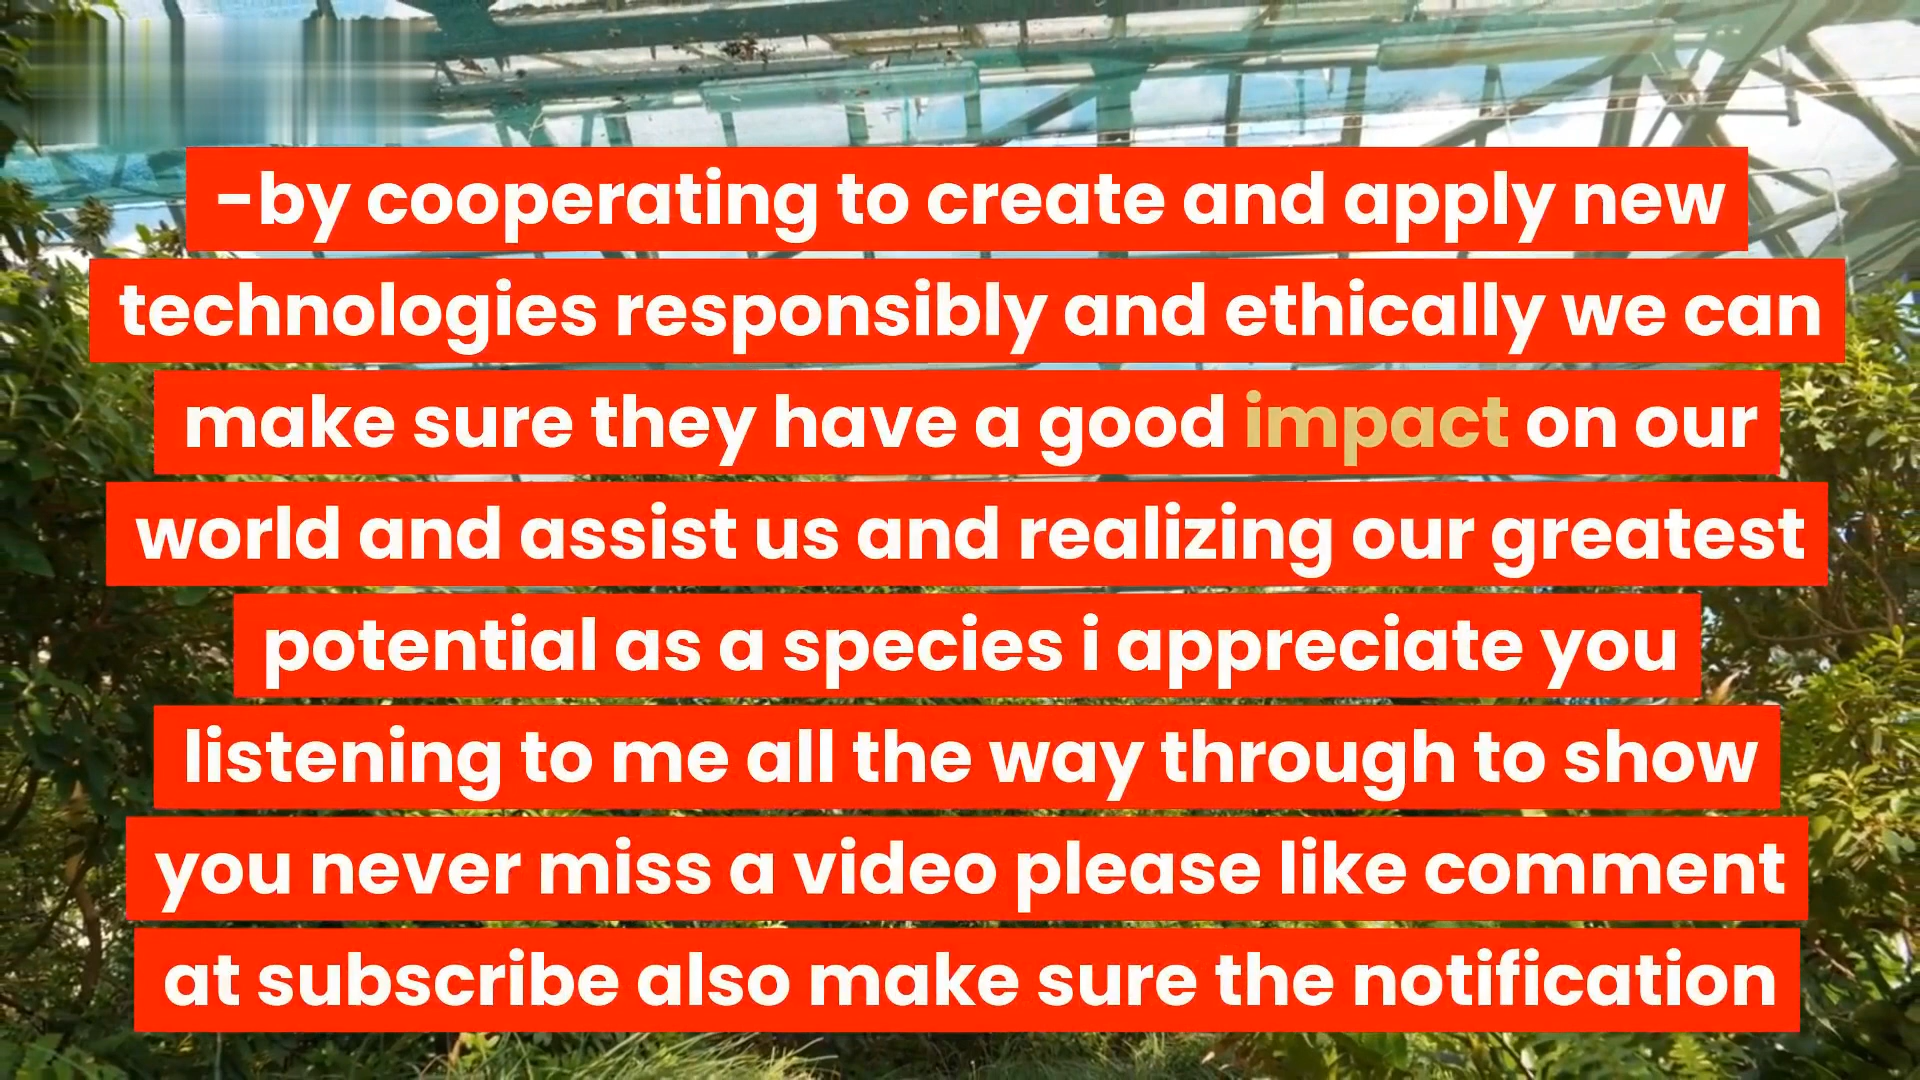 -by cooperating to create and apply new
technologies responsibly and ethically we can
make sure they have a good impact on our
world and assist us and realizing our greatest
potential as a species i appreciate you
listening to me all the way through to show
you never miss a video please like comment
at subscribe also make sure the notification